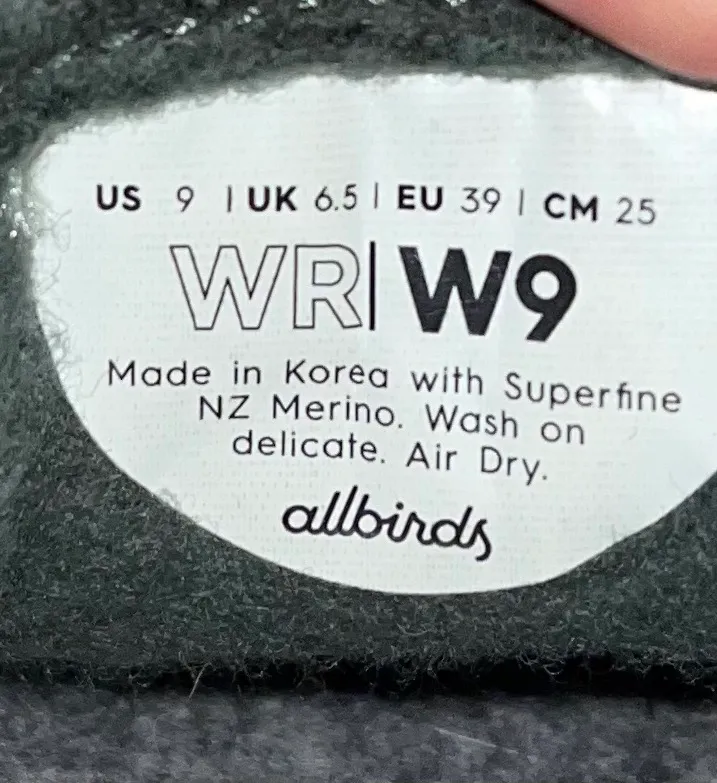 US 9 | UK 6.5 | EU 39 | CM 25
WR| W9
Made in Korea with Superfine
NZ Merino. Wash on
delicate. Air Dry.
allbirds